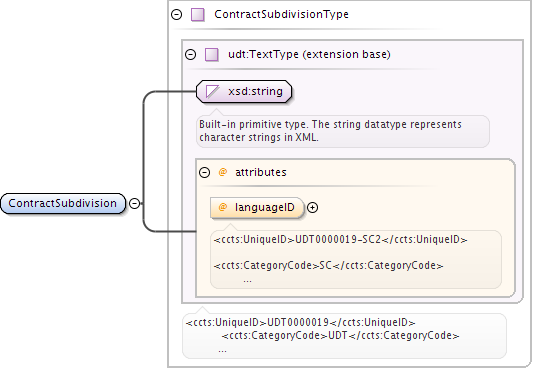 ContractSubdivisionType
udt:TextType (extension base)
xsd:string
Built-in primitive type. The string datatype represents
character strings in XML.
attributes
@ languageID
<ccts:UniqueID>UDT0000019-SC2</ccts:UniqueID>
<ccts:CategoryCode>SC</ccts:CategoryCode>
...
ContractSubdivision
<ccts:UniqueID>UDT0000019</ccts:UniqueID>
<ccts:CategoryCode>UDT</ccts:CategoryCode>
...